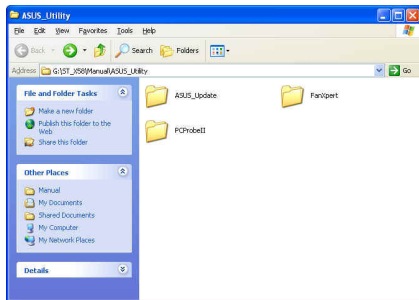 ASUS_Utility
File Edit View Favorites Tools Help
Back Search Folders
Address G:\ST_X58\Manual\ASUS_Utility Go
File and Folder Tasks
Make a new folder
Publish this folder to the
Web
Share this folder
Other Places
Manual
My Documents
Shared Documents
My Computer
My Network Places
Details
ASUS_Update
FanXpert
PCProbeII